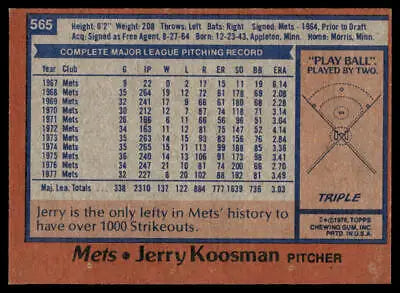 565
Height: 6'2" Weight: 208 Throws: Left Bats: Right Signed: Mets - 1964, Prior to Draft
Acq: Signed as Free Agent, 8-27-64 Born: 12-23-43, Appleton, Minn. Home: Morris, Minn.
COMPLETE MAJOR LEAGUE PITCHING RECORD
YR CLUB G IP W L R ER SO BB ERA
1967 Mets 9 22 0 2 17 15 11 19 6.14
1968 Mets 35 264 19 12 72 61 178 69 2.08
1969 Mets 32 241 17 9 66 61 180 68 2.28
1970 Mets 30 212 12 7 87 74 118 71 3.14
1971 Mets 26 166 6 11 66 56 96 51 3.04
1972 Mets 34 163 11 12 81 75 147 52 4.14
1973 Mets 35 263 14 15 93 83 156 76 2.84
1974 Mets 35 265 15 11 113 99 188 85 3.36
1975 Mets 36 240 14 13 106 173 98
1976 Mets 34 247 21 10 81 74 200 66
1977 Mets 32 227 8 20 102 88 192 81 3.49
Maj. Lea. Totals 338 137 122 884 777 1639 736 3.03
Jerry is the only lefty in Mets' history to
have over 1000 Strikeouts.
"PLAY BALL"
PLAYED BY TWO.
TRIPLE
©1978, TOPPS
CHEWING GUM, INC.
PRTD. IN U.S.A.
Mets • Jerry Koosman PITCHER